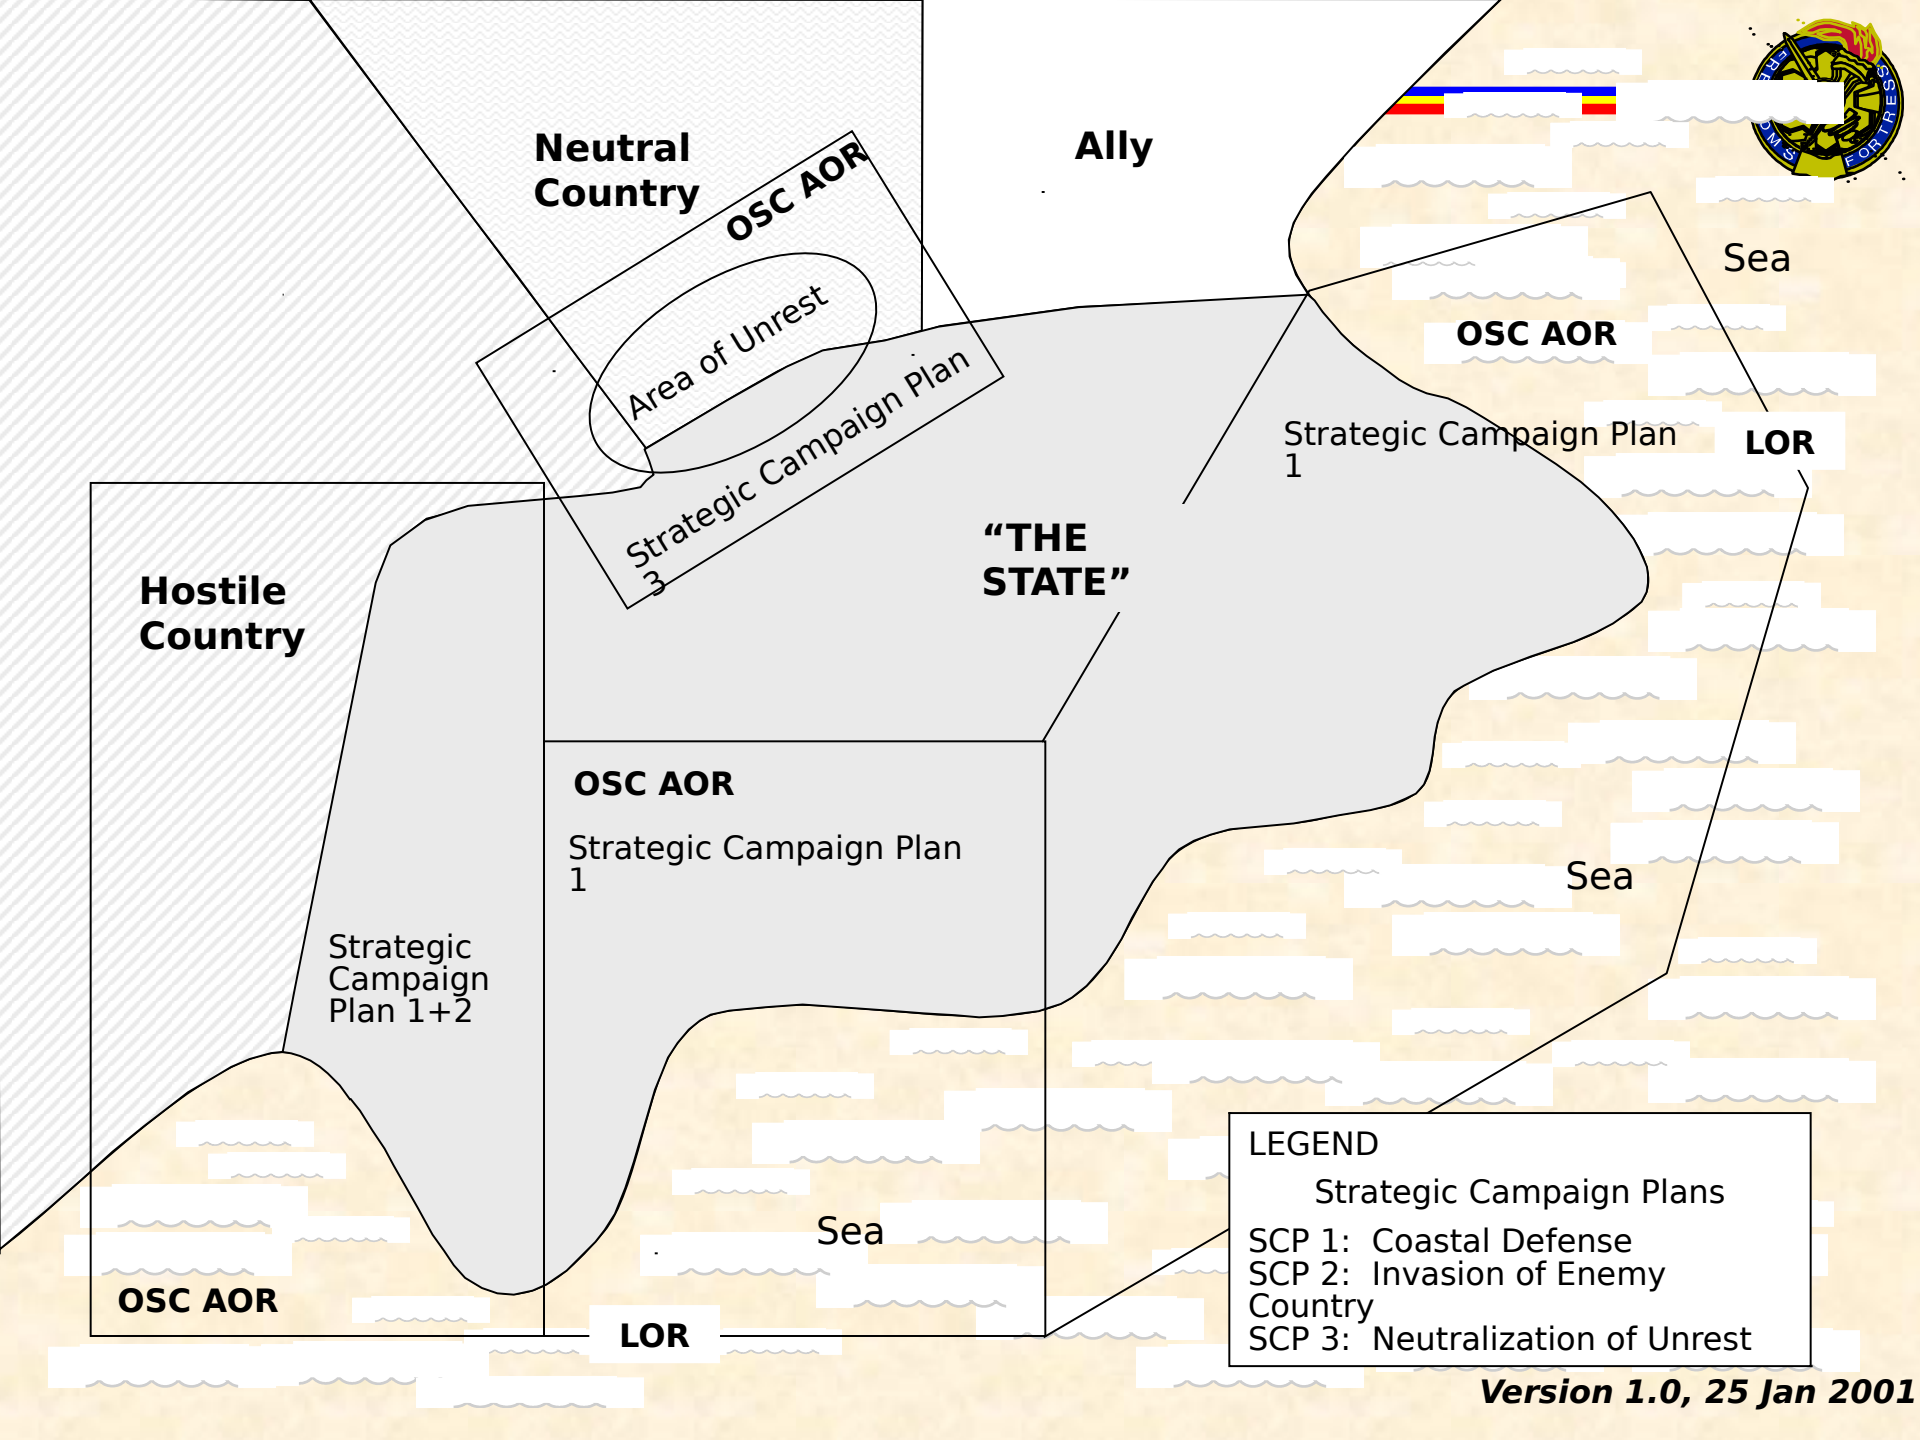 Neutral
Country
Ally
OSC AOR
Area of Unrest
Strategic Campaign Plan
3
Sea
OSC AOR
Strategic Campaign Plan
1
LOR
“THE
STATE”
Hostile
Country
OSC AOR
Strategic Campaign Plan
1
Sea
Strategic
Campaign
Plan 1+2
Sea
OSC AOR
LOR
LEGEND
Strategic Campaign Plans
SCP 1: Coastal Defense
SCP 2: Invasion of Enemy
Country
SCP 3: Neutralization of Unrest
Version 1.0, 25 Jan 2001
FORTRESS